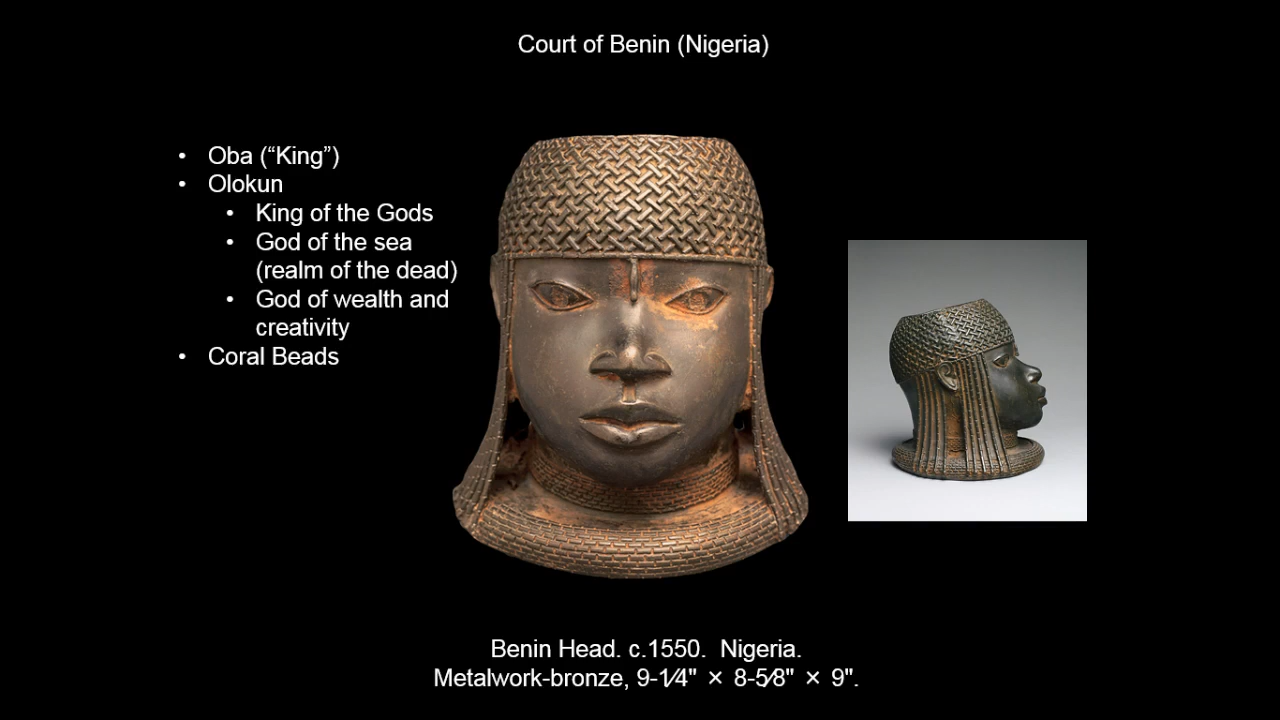 Court of Benin (Nigeria)
• Oba (“King”)
• Olokun
• King of the Gods
• God of the sea
(realm of the dead)
• God of wealth and
creativity
• Coral Beads
Benin Head. c.1550.  Nigeria.
Metalwork-bronze, 9-1⁄4" × 8-5⁄8" × 9".